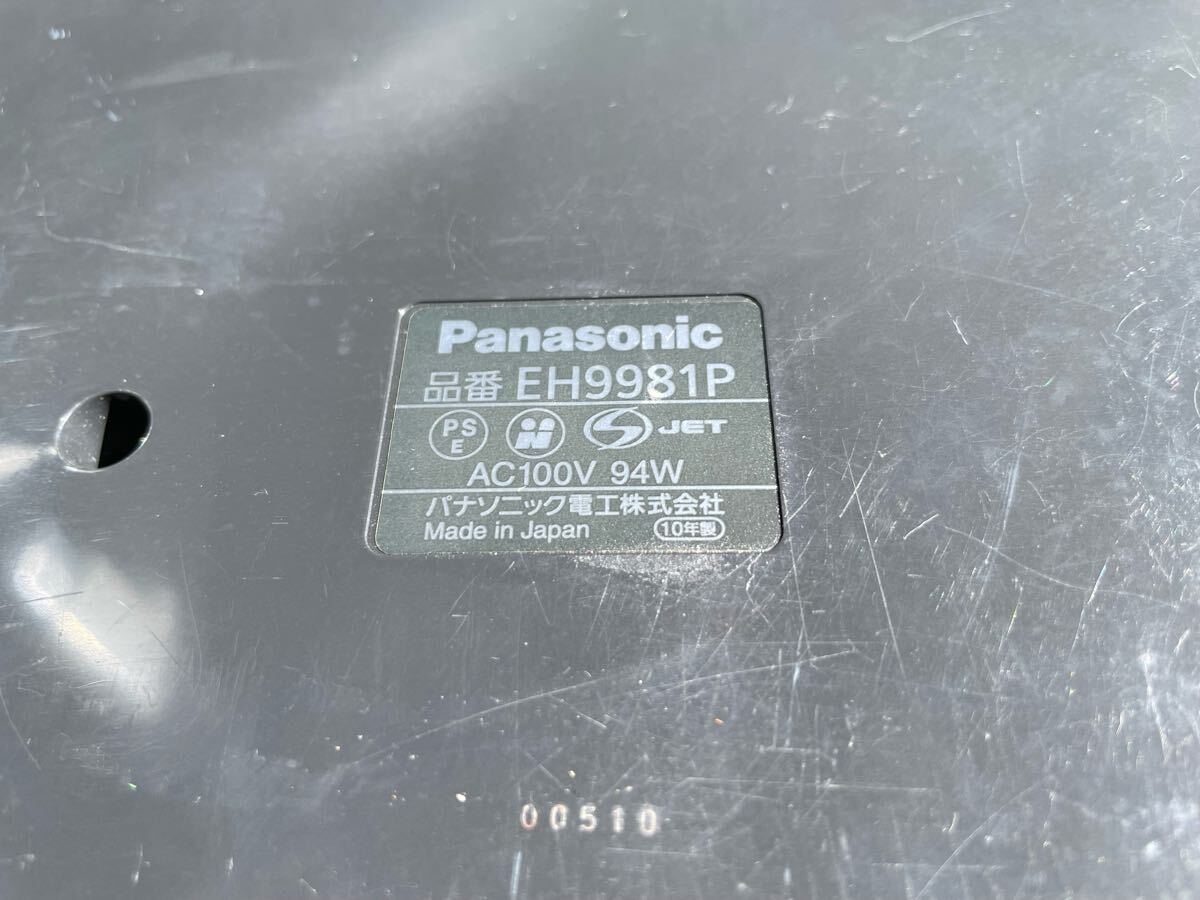 Panasonic
品番 EH9981P
PS E N S JET
AC100V 94W
パナソニック電工株式会社
Made in Japan 10年製
00510